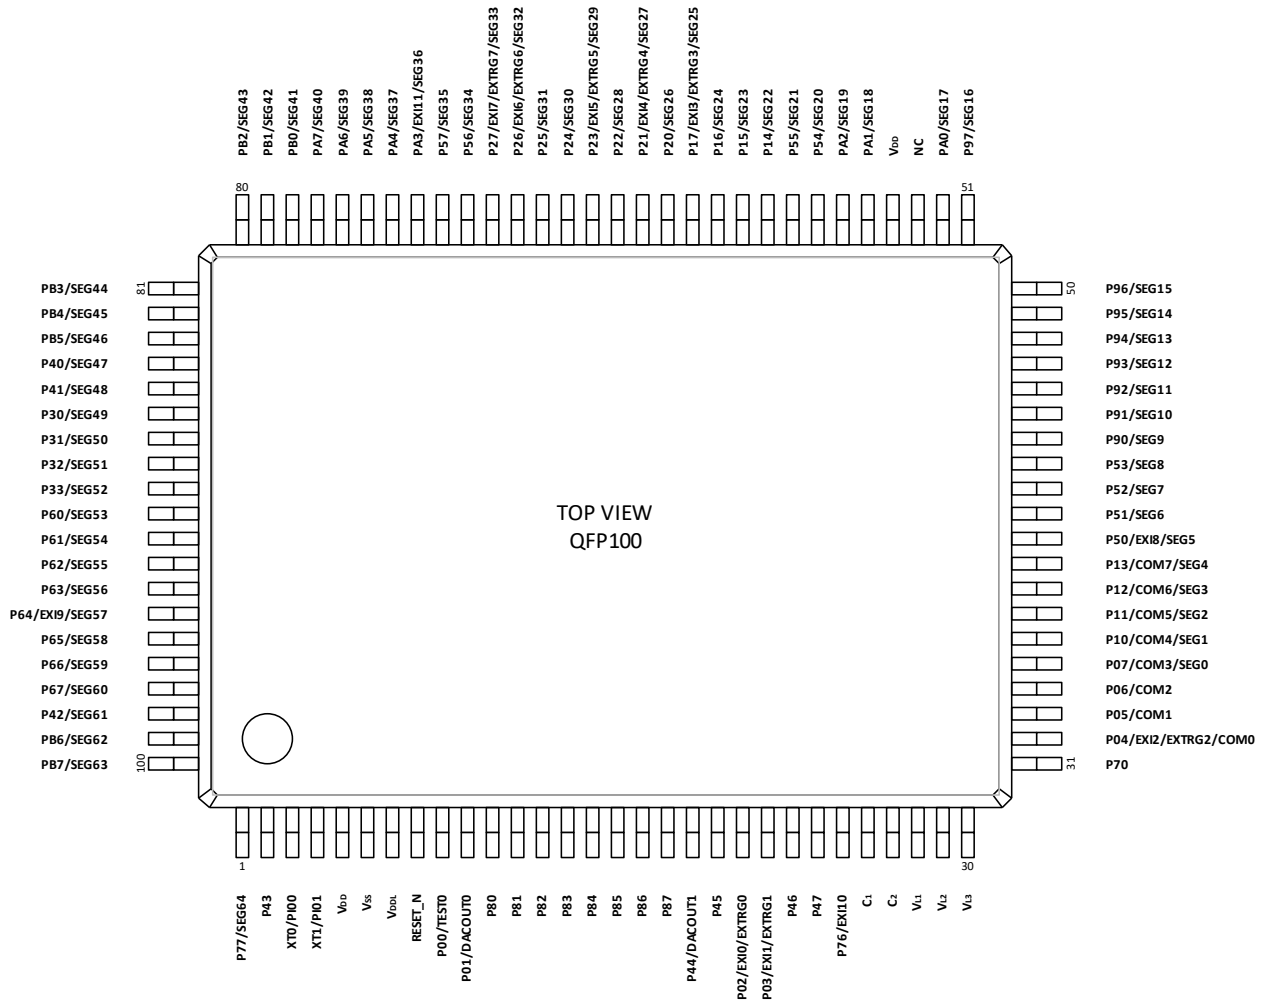 PB2/SEG43
PB1/SEG42
PB0/SEG41
PA7/SEG40
PA6/SEG39
PA5/SEG38
PA4/SEG37
PA3/EXI11/SEG36
P57/SEG35
P56/SEG34
P27/EXI7/EXTRG7/SEG33
P26/EXI6/EXTRG6/SEG32
P25/SEG31
P24/SEG30
P23/EXI5/EXTRG5/SEG29
P22/SEG28
P21/EXI4/EXTRG4/SEG27
P20/SEG26
P17/EXI3/EXTRG3/SEG25
P16/SEG24
P15/SEG23
P14/SEG22
P55/SEG21
P54/SEG20
PA2/SEG19
PA1/SEG18
VDD
NC
PA0/SEG17
P97/SEG16
80
51
PB3/SEG44
81
PB4/SEG45
PB5/SEG46
P40/SEG47
P41/SEG48
P30/SEG49
P31/SEG50
P32/SEG51
P33/SEG52
P60/SEG53
P61/SEG54
P62/SEG55
P63/SEG56
P64/EXI9/SEG57
P65/SEG58
P66/SEG59
P67/SEG60
P42/SEG61
PB6/SEG62
PB7/SEG63
100
TOP VIEW
QFP100
50
P96/SEG15
P95/SEG14
P94/SEG13
P93/SEG12
P92/SEG11
P91/SEG10
P90/SEG9
P53/SEG8
P52/SEG7
P51/SEG6
P50/EXI8/SEG5
P13/COM7/SEG4
P12/COM6/SEG3
P11/COM5/SEG2
P10/COM4/SEG1
P07/COM3/SEG0
P06/COM2
P05/COM1
P04/EXI2/EXTRG2/COM0
31
P70
1
30
P77/SEG64
P43
XT0/PI00
XT1/PI01
VDD
VSS
VDDL
RESET_N
P00/TEST0
P01/DACOUT0
P80
P81
P82
P83
P84
P85
P86
P87
P44/DACOUT1
P45
P02/EXI0/EXTRG0
P03/EXI1/EXTRG1
P46
P47
P76/EXI10
C1
C2
VL1
VL2
VL3